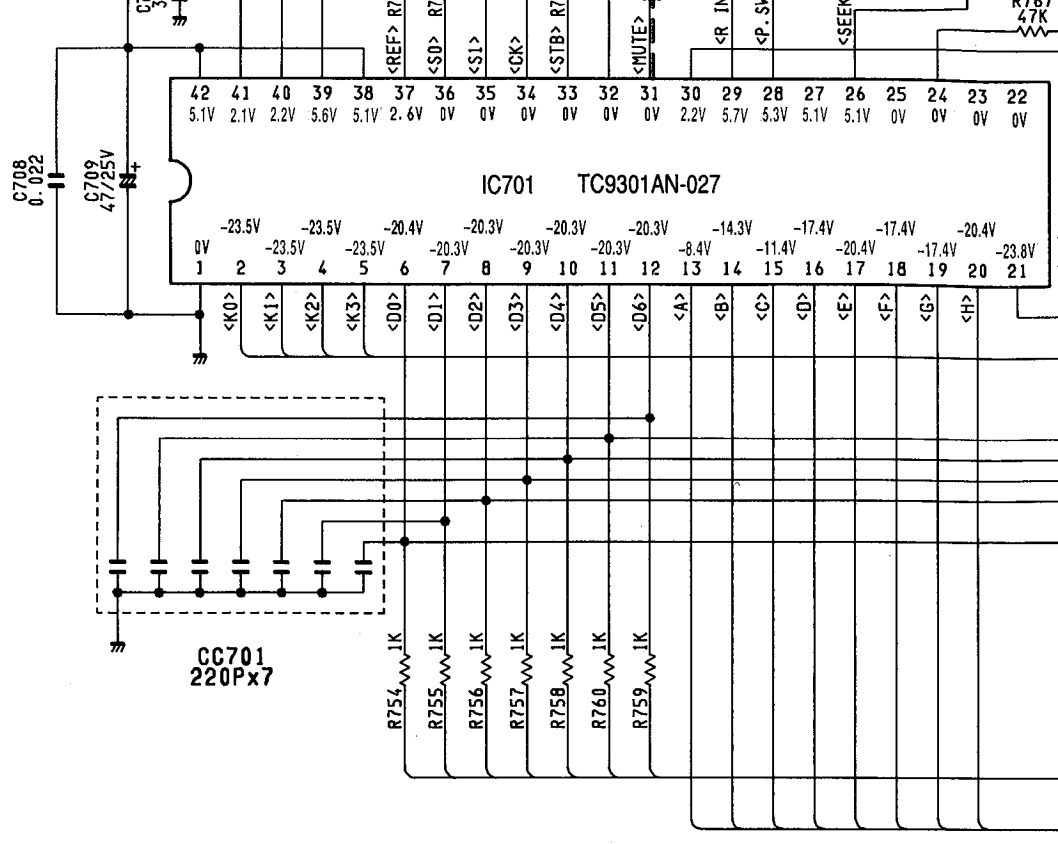 R767
47K
<REF> R7
<S0> R7
<S1>
<CK>
<STB> R7
<MUTE>
<R IN
<P.SW
<SEEK
42 41 40 39 38 37 36 35 34 33 32 31 30 29 28 27 26 25 24 23 22
5.1V 2.1V 2.2V 5.6V 5.1V 2.6V 0V 0V 0V 0V 0V 0V 2.2V 5.7V 5.3V 5.1V 5.1V 0V 0V 0V 0V
C708
0.022
C709
47/25V
+
IC701 TC9301AN-027
-23.5V -23.5V -20.4V -20.3V -20.3V -20.3V -14.3V -17.4V -17.4V -20.4V
0V -23.5V -23.5V -20.3V -20.3V -20.3V -8.4V -11.4V -20.4V -17.4V -23.8V
1 2 3 4 5 6 7 8 9 10 11 12 13 14 15 16 17 18 19 20 21
<K0> <K1> <K2> <K3> <D0> <D1> <D2> <D3> <D4> <D5> <D6> <A> <B> <C> <D> <E> <F> <G> <H>
CC701
220Px7
R754 1K
R755 1K
R756 1K
R757 1K
R758 1K
R760 1K
R759 1K